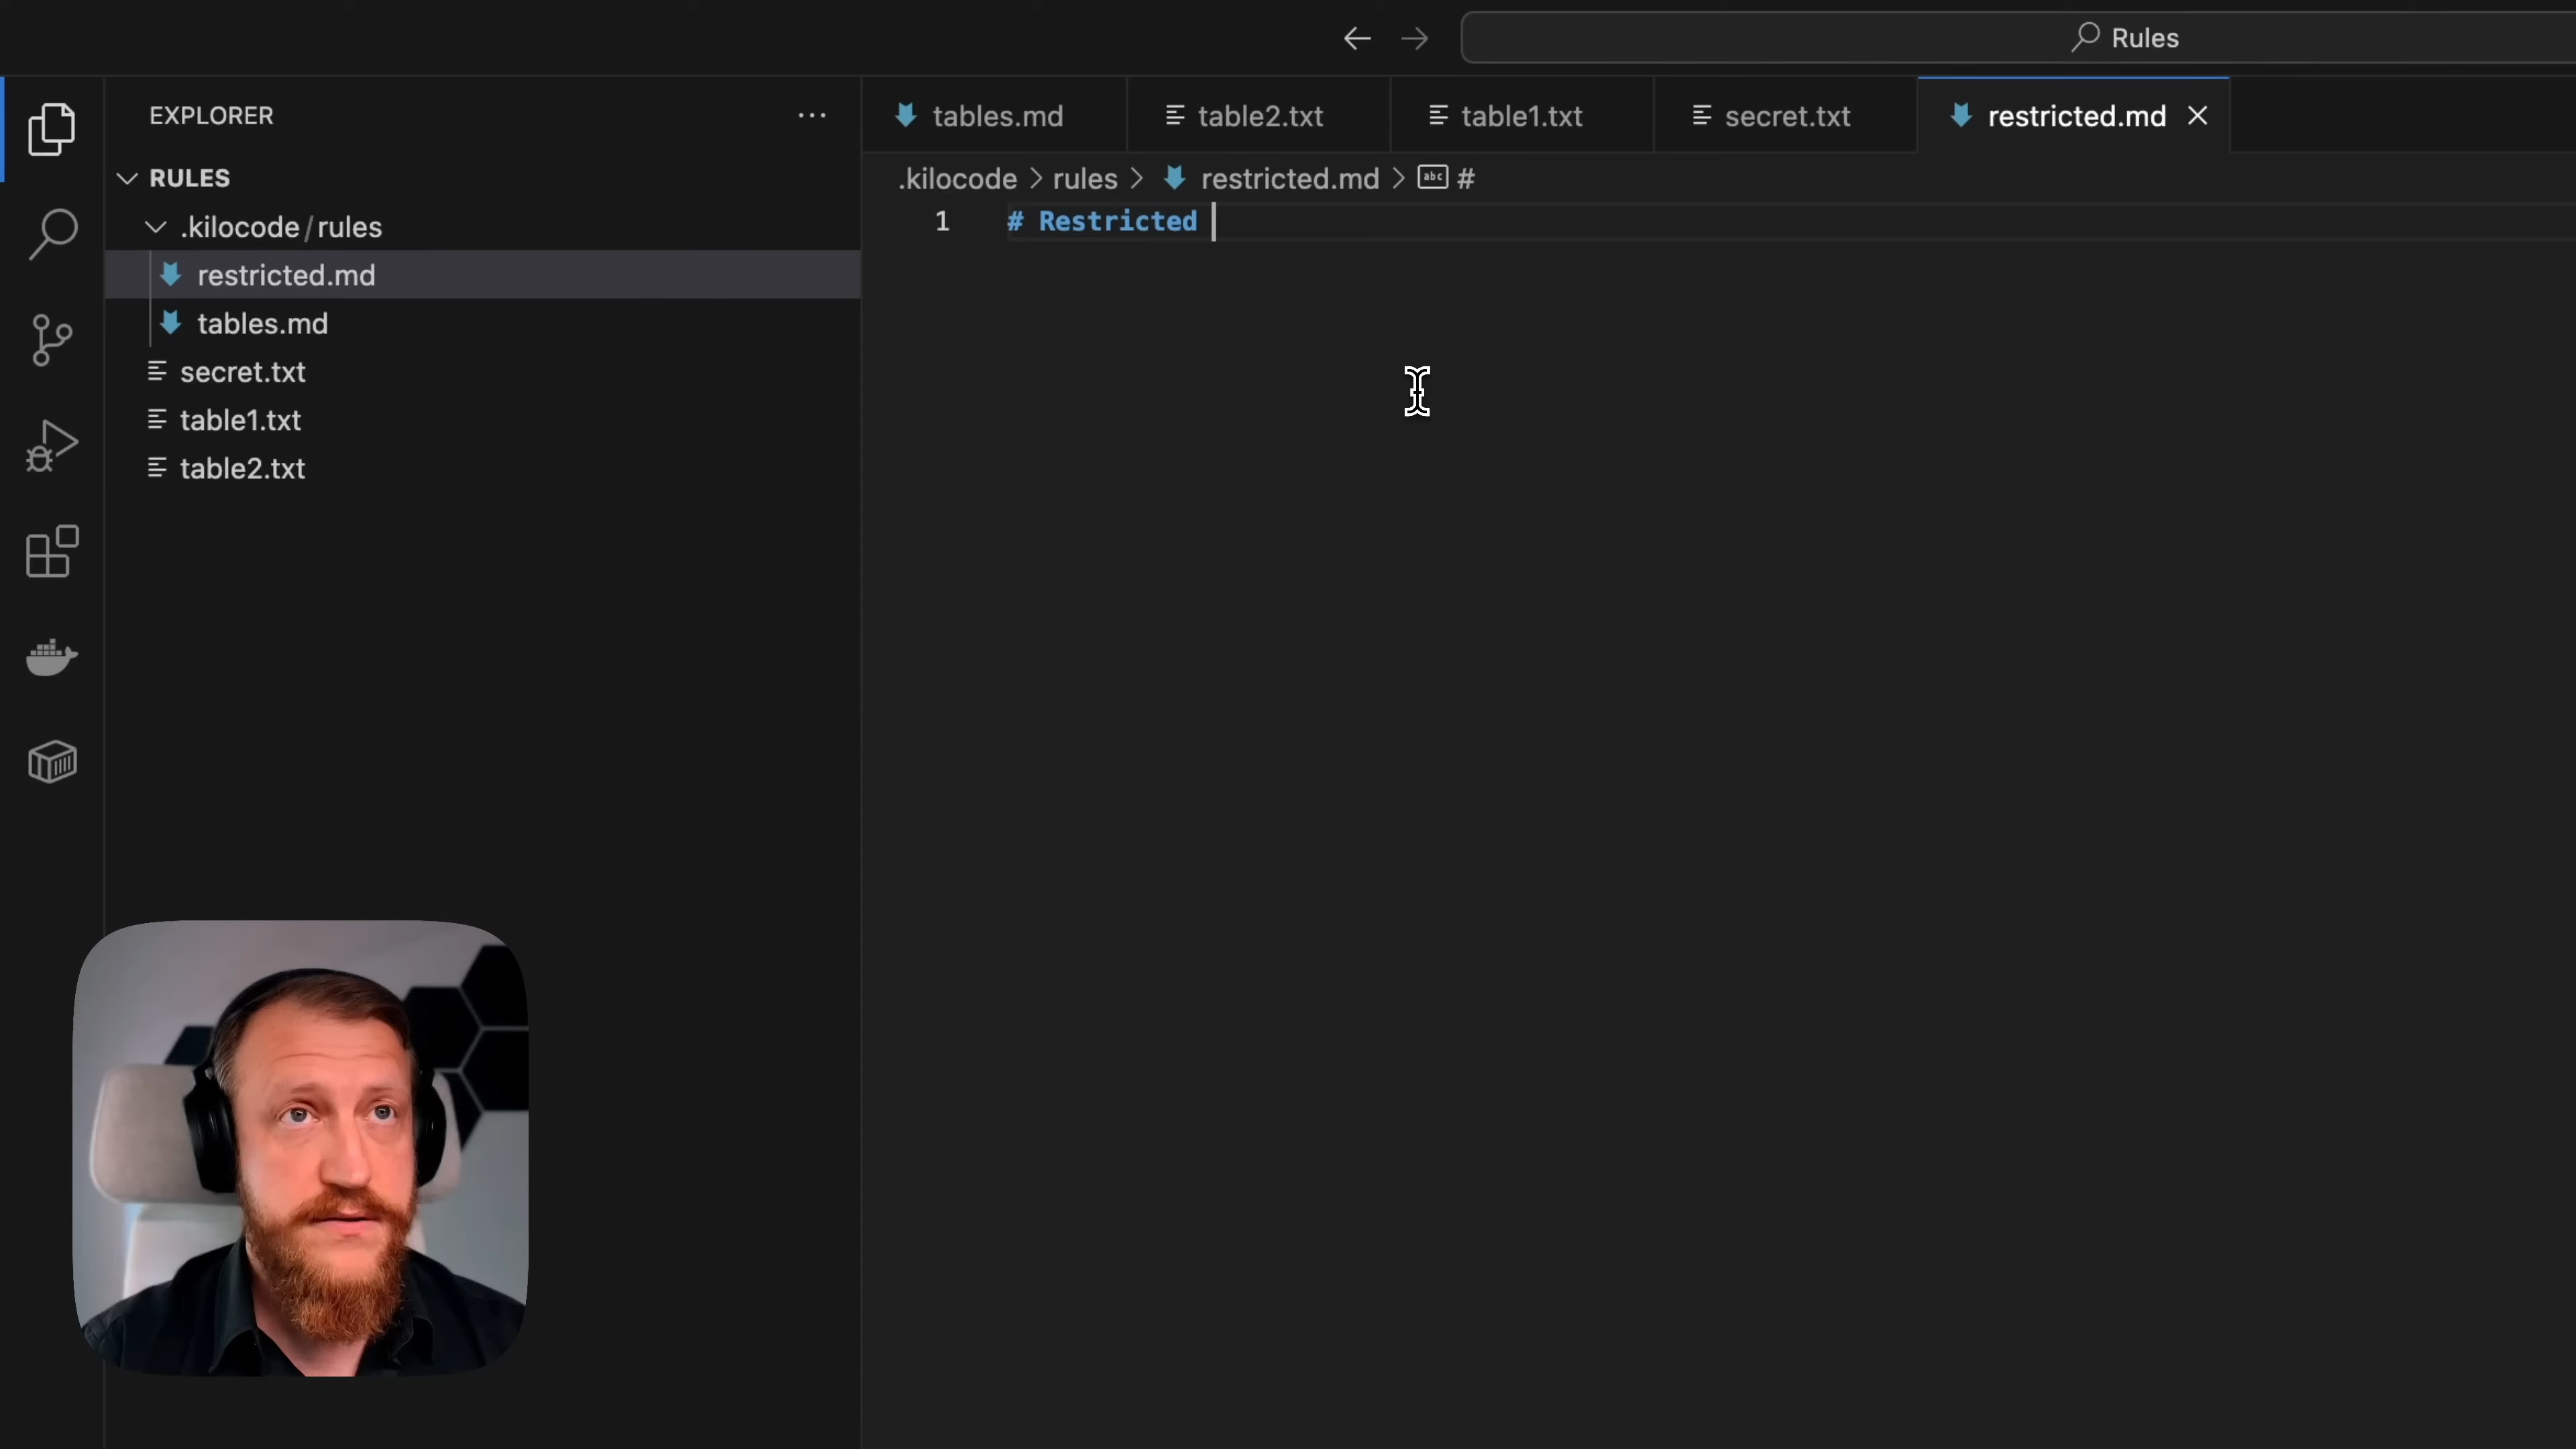 Rules
EXPLORER
RULES
.kilocode/rules
restricted.md
tables.md
secret.txt
table1.txt
table2.txt
tables.md
table2.txt
table1.txt
secret.txt
restricted.md
.kilocode > rules > restricted.md > abc #
1 # Restricted